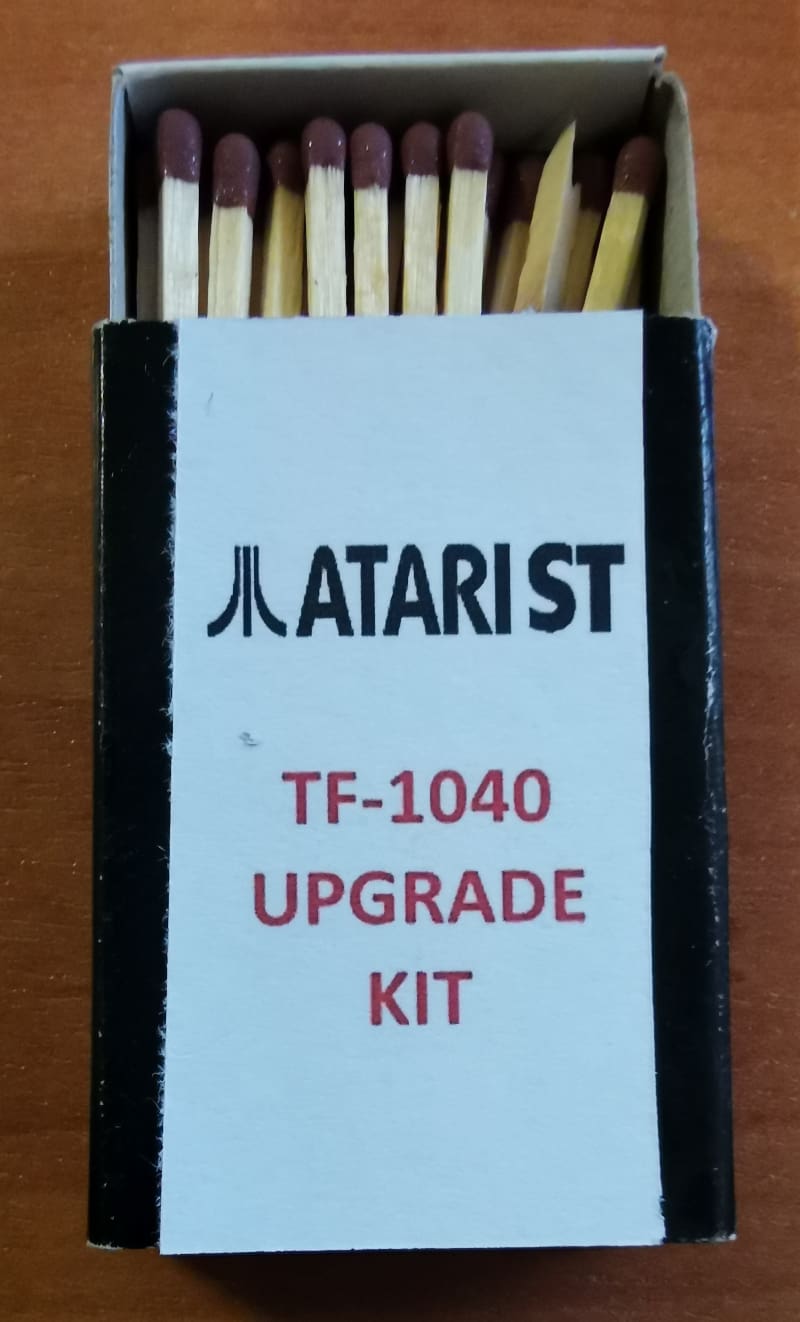 ATARI ST
TF-1040
UPGRADE
KIT